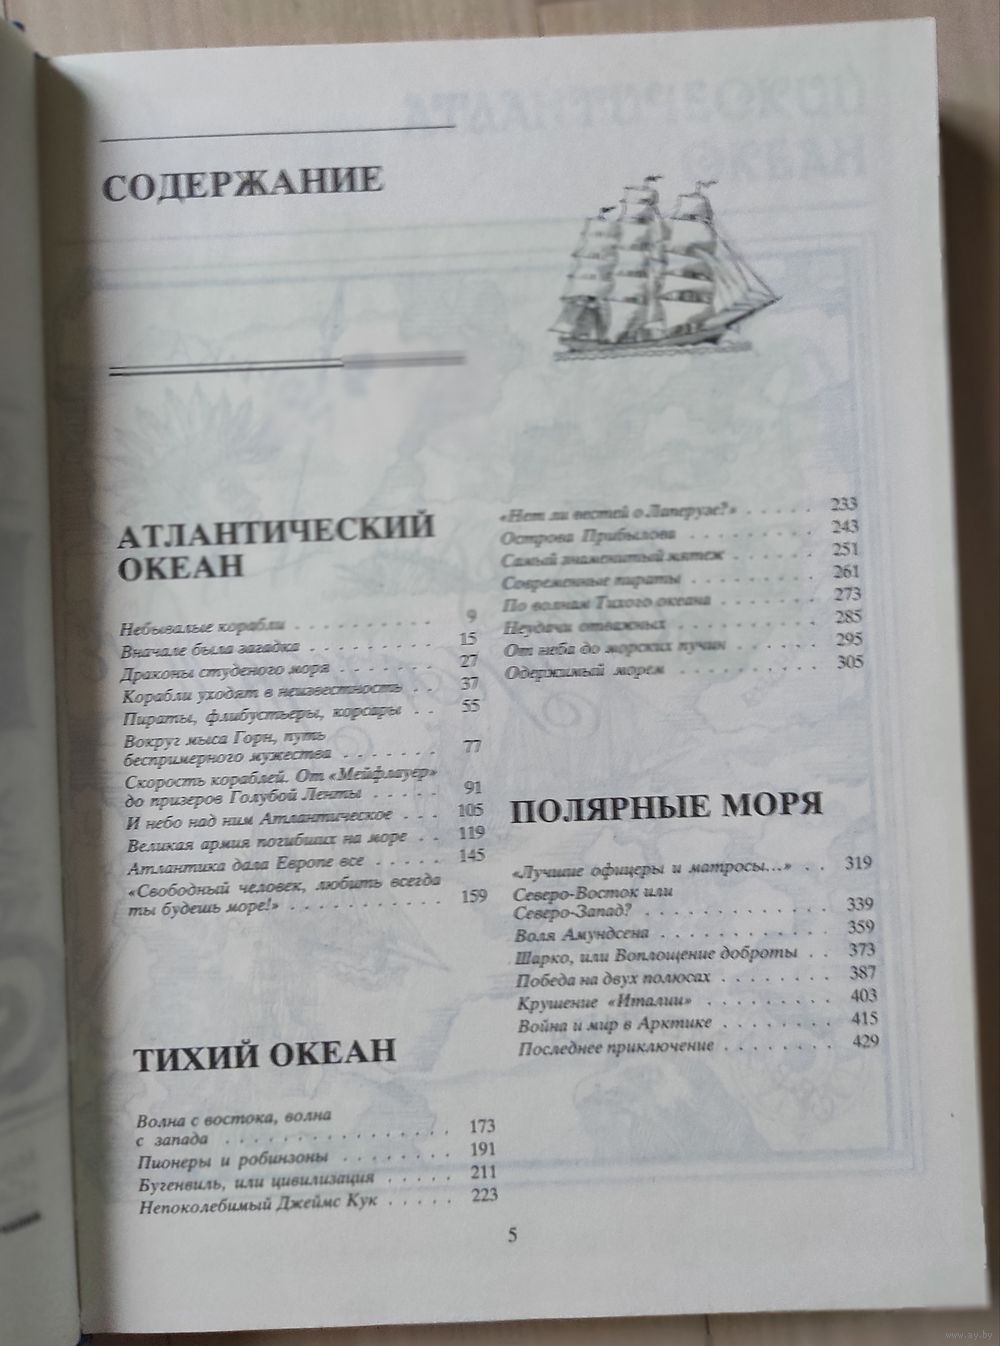 СОДЕРЖАНИЕ
АТЛАНТИЧЕСКИЙ
ОКЕАН
Небывалые корабли . . . . . . . . . . 9
Вначале была загадка . . . . . . . . . 15
Драконы студеного моря . . . . . . . 27
Корабли уходят в неизвестность . . 37
Пираты, флибустьеры, корсары . . 55
Вокруг мыса Горн, путь
беспримерного мужества . . . . . . . 77
Скорость кораблей. От «Мейфлауер»
до призеров Голубой Ленты . . . . . 91
И небо над ним Атлантическое . . . 105
Великая армия погибших на море . . 119
Атлантика дала Европе все . . . . . 145
«Свободный человек, любить всегда
ты будешь море!» . . . . . . . . . . . 159
ТИХИЙ ОКЕАН
Волна с востока, волна
с запада . . . . . . . . . . . . . . . . 173
Пионеры и робинзоны . . . . . . . . 191
Бугенвиль, или цивилизация . . . . . 211
Непоколебимый Джеймс Кук . . . . . 223
«Нет ли вестей о Лаперузе?» . . . . . 233
Острова Прибылова . . . . . . . . . 243
Самый знаменитый мятеж . . . . . . 251
Современные пираты . . . . . . . . . 261
По волнам Тихого океана . . . . . . . 273
Неудачи отважных . . . . . . . . . . 285
От неба до морских пучин . . . . . . 295
Одержимый морем . . . . . . . . . . 305
ПОЛЯРНЫЕ МОРЯ
«Лучшие офицеры и матросы...» . . 319
Северо-Восток или
Северо-Запад? . . . . . . . . . . . . . 339
Воля Амундсена . . . . . . . . . . . . 359
Шарко, или Воплощение доброты . . 373
Победа на двух полюсах . . . . . . . 387
Крушение «Италии» . . . . . . . . . 403
Война и мир в Арктике . . . . . . . . 415
Последнее приключение . . . . . . . . 429
5
www.ay.by